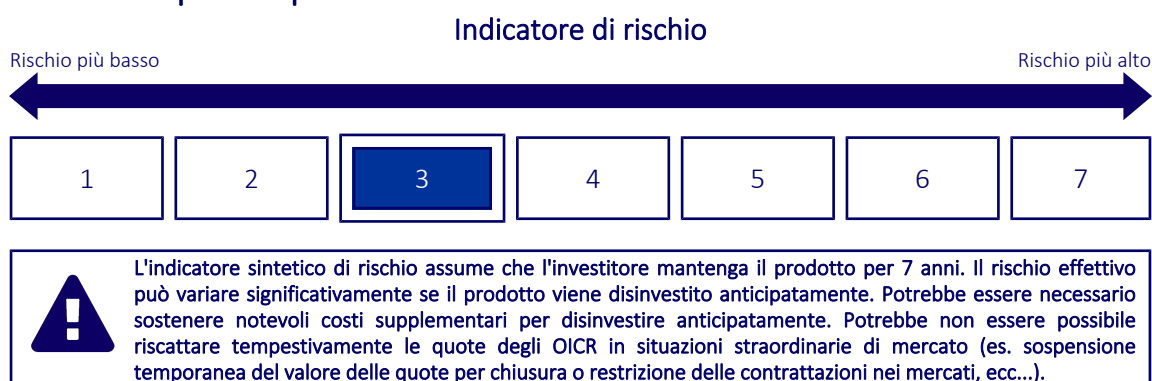 Indicatore di rischio
Rischio più basso
Rischio più alto
1 2 3 4 5 6 7
L'indicatore sintetico di rischio assume che l'investitore mantenga il prodotto per 7 anni. Il rischio effettivo
può variare significativamente se il prodotto viene disinvestito anticipatamente. Potrebbe essere necessario
sostenere notevoli costi supplementari per disinvestire anticipatamente. Potrebbe non essere possibile
riscattare tempestivamente le quote degli OICR in situazioni straordinarie di mercato (es. sospensione
temporanea del valore delle quote per chiusura o restrizione delle contrattazioni nei mercati, ecc...).